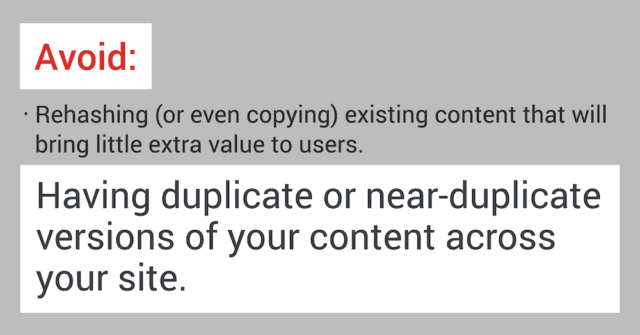 Avoid:
· Rehashing (or even copying) existing content that will
bring little extra value to users.
Having duplicate or near-duplicate
versions of your content across
your site.